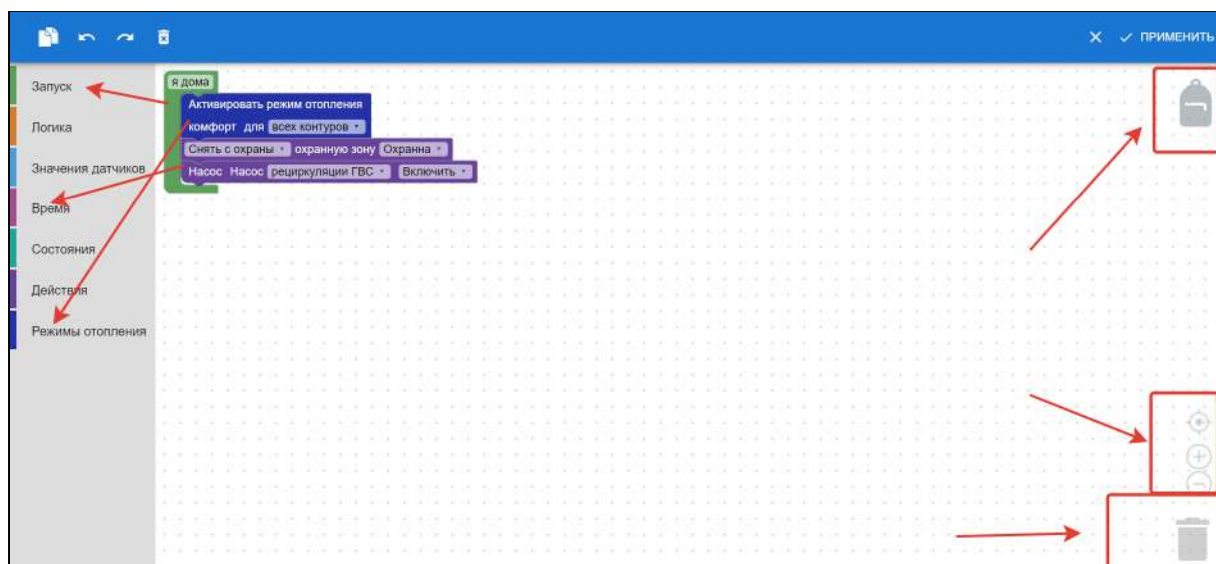 ПРИМЕНИТЬ
Запуск
Логика
Значения датчиков
Время
Состояния
Действия
Режимы отопления
я дома
Активировать режим отопления
комфорт для всех контуров
Снять с охраны охранную зону Охранна
Насос Насос рециркуляции ГВС Включить